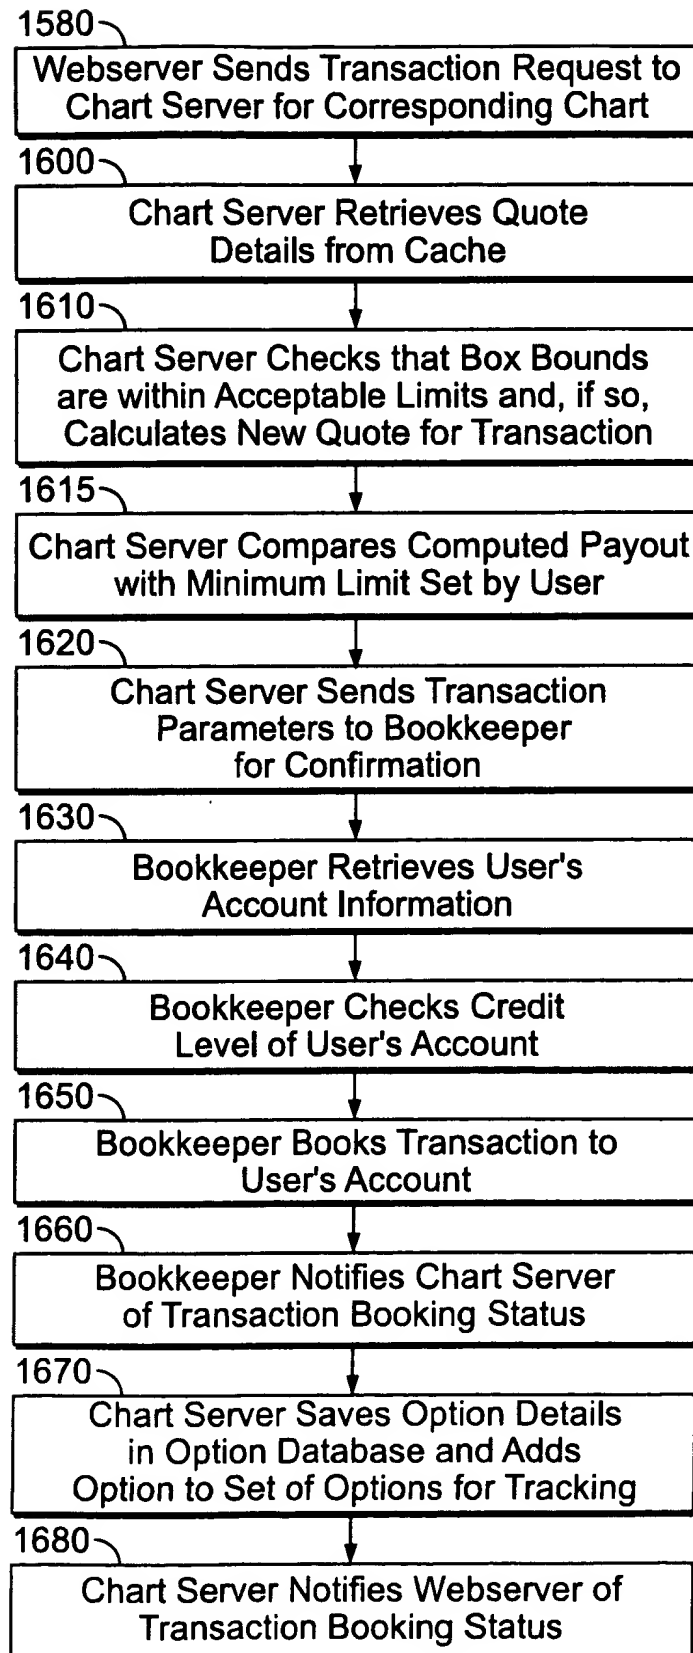 1580
Webserver Sends Transaction Request to
Chart Server for Corresponding Chart
1600
Chart Server Retrieves Quote
Details from Cache
1610
Chart Server Checks that Box Bounds
are within Acceptable Limits and, if so,
Calculates New Quote for Transaction
1615
Chart Server Compares Computed Payout
with Minimum Limit Set by User
1620
Chart Server Sends Transaction
Parameters to Bookkeeper
for Confirmation
1630
Bookkeeper Retrieves User's
Account Information
1640
Bookkeeper Checks Credit
Level of User's Account
1650
Bookkeeper Books Transaction to
User's Account
1660
Bookkeeper Notifies Chart Server
of Transaction Booking Status
1670
Chart Server Saves Option Details
in Option Database and Adds
Option to Set of Options for Tracking
1680
Chart Server Notifies Webserver of
Transaction Booking Status